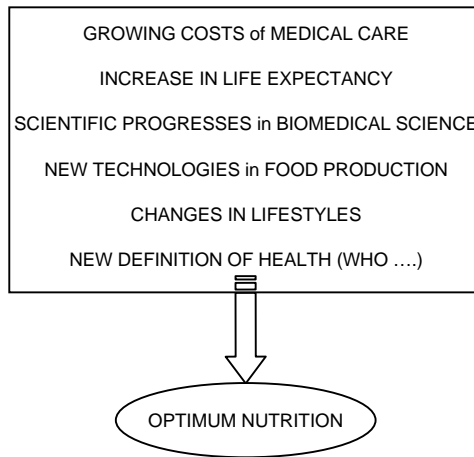 GROWING COSTS of MEDICAL CARE
INCREASE IN LIFE EXPECTANCY
SCIENTIFIC PROGRESSES in BIOMEDICAL SCIENCE
NEW TECHNOLOGIES in FOOD PRODUCTION
CHANGES IN LIFESTYLES
NEW DEFINITION OF HEALTH (WHO ….)
OPTIMUM NUTRITION